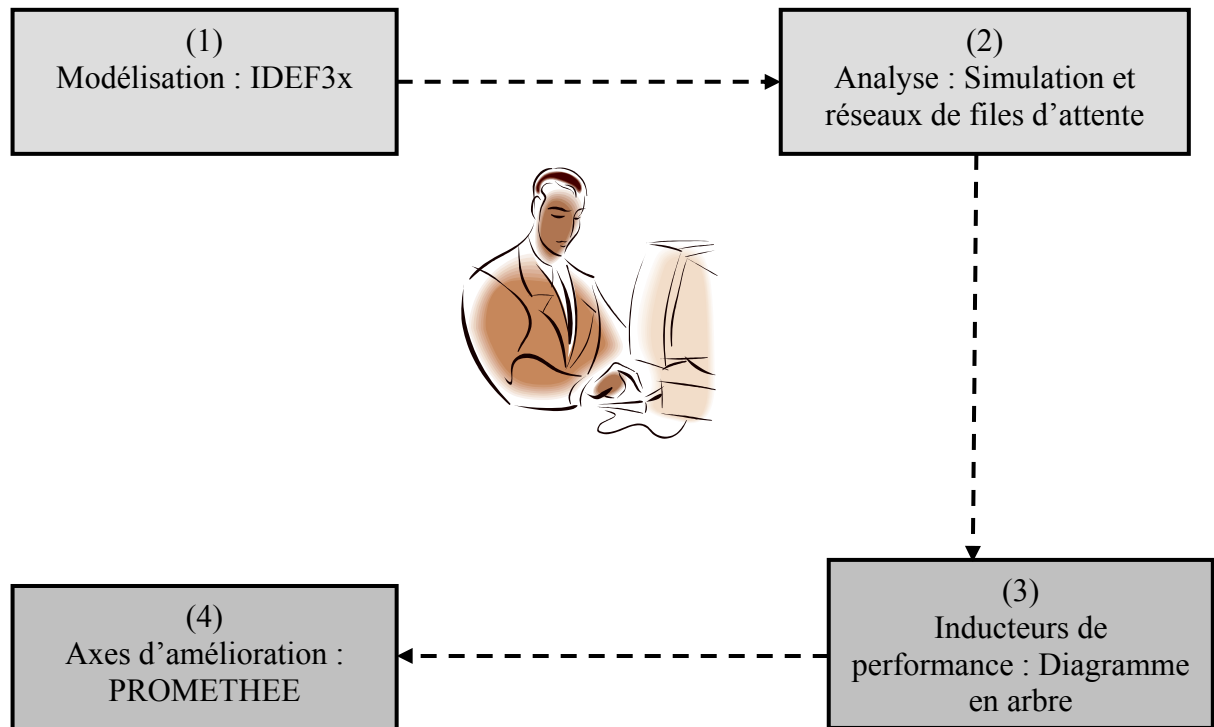 (1)
Modélisation : IDEF3x
(2)
Analyse : Simulation et
réseaux de files d’attente
(3)
Inducteurs de
performance : Diagramme
en arbre
(4)
Axes d’amélioration :
PROMETHEE